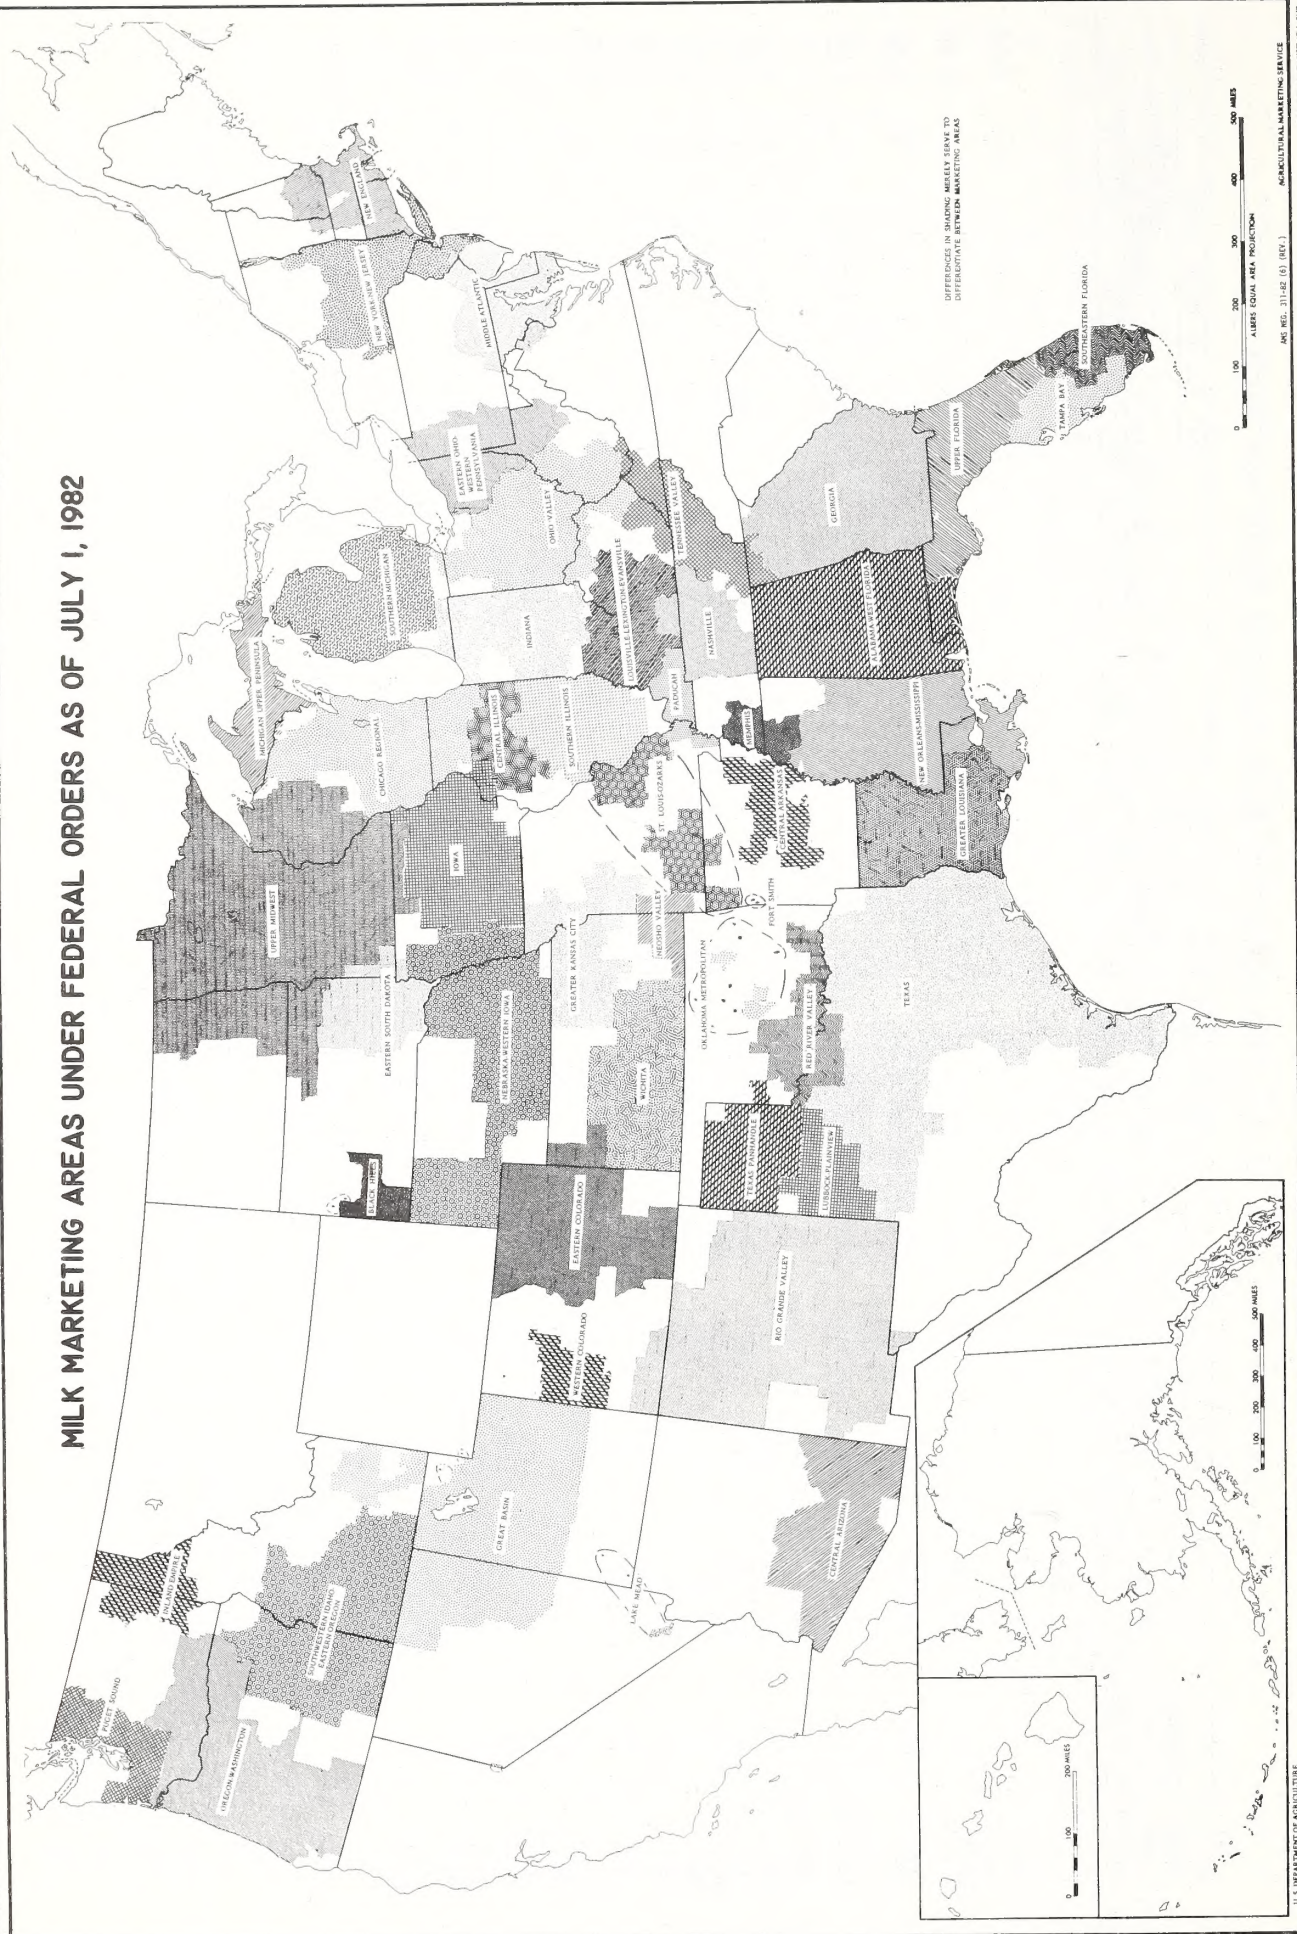 MILK MARKETING AREAS UNDER FEDERAL ORDERS AS OF JULY 1, 1982
PUGET SOUND
INLAND EMPIRE
OREGON-WASHINGTON
SOUTHWESTERN IDAHO
EASTERN OREGON
GREAT BASIN
LAKE MEAD
CENTRAL ARIZONA
WESTERN COLORADO
EASTERN COLORADO
RIO GRANDE VALLEY
BLACK HILLS
EASTERN SOUTH DAKOTA
UPPER MIDWEST
NEBRASKA-WESTERN IOWA
IOWA
GREATER KANSAS CITY
WICHITA
NEOSHO VALLEY
OKLAHOMA METROPOLITAN
FORT SMITH
RED RIVER VALLEY
TEXAS PANHANDLE
LUBBOCK-PLAINVIEW
TEXAS
MICHIGAN UPPER PENINSULA
CHICAGO REGIONAL
CENTRAL ILLINOIS
SOUTHERN ILLINOIS
ST. LOUIS-OZARKS
CENTRAL ARKANSAS
MEMPHIS
GREATER LOUISIANA
NEW ORLEANS-MISSISSIPPI
SOUTHERN MICHIGAN
INDIANA
OHIO VALLEY
EASTERN OHIO-
WESTERN
PENNSYLVANIA
LOUISVILLE-LEXINGTON-EVANSVILLE
PADUCAH
NASHVILLE
TENNESSEE VALLEY
ALABAMA-WEST FLORIDA
GEORGIA
UPPER FLORIDA
TAMPA BAY
SOUTHEASTERN FLORIDA
NEW ENGLAND
NEW YORK-NEW JERSEY
MIDDLE ATLANTIC
DIFFERENCES IN SHADING MERELY SERVE TO
DIFFERENTIATE BETWEEN MARKETING AREAS
0 100 200 300 400 500 MILES
ALBERS EQUAL AREA PROJECTION
0 100 200 MILES
0 100 200 300 400 500 MILES
U.S. DEPARTMENT OF AGRICULTURE
AMS NEG. 311-82 (6) (REV.) AGRICULTURAL MARKETING SERVICE